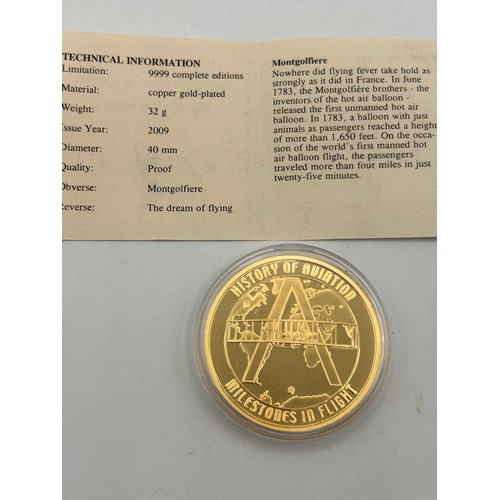 TECHNICAL INFORMATION
Limitation: 9999 complete editions
Material: copper gold-plated
Weight: 32 g
Issue Year: 2009
Diameter: 40 mm
Quality: Proof
Obverse: Montgolfiere
Reverse: The dream of flying
Montgolfiere
Nowhere did flying fever take hold as
strongly as it did in France. In June
1783, the Montgolfière brothers - the
inventors of the hot air balloon -
released the first unmanned hot air
balloon. In 1783, a balloon with just
animals as passengers reached a height
of more than 1,650 feet. On the occa-
sion of the world's first manned hot
air balloon flight, the passengers
traveled more than four miles in just
twenty-five minutes.
HISTORY OF AVIATION
A
MILESTONES IN FLIGHT